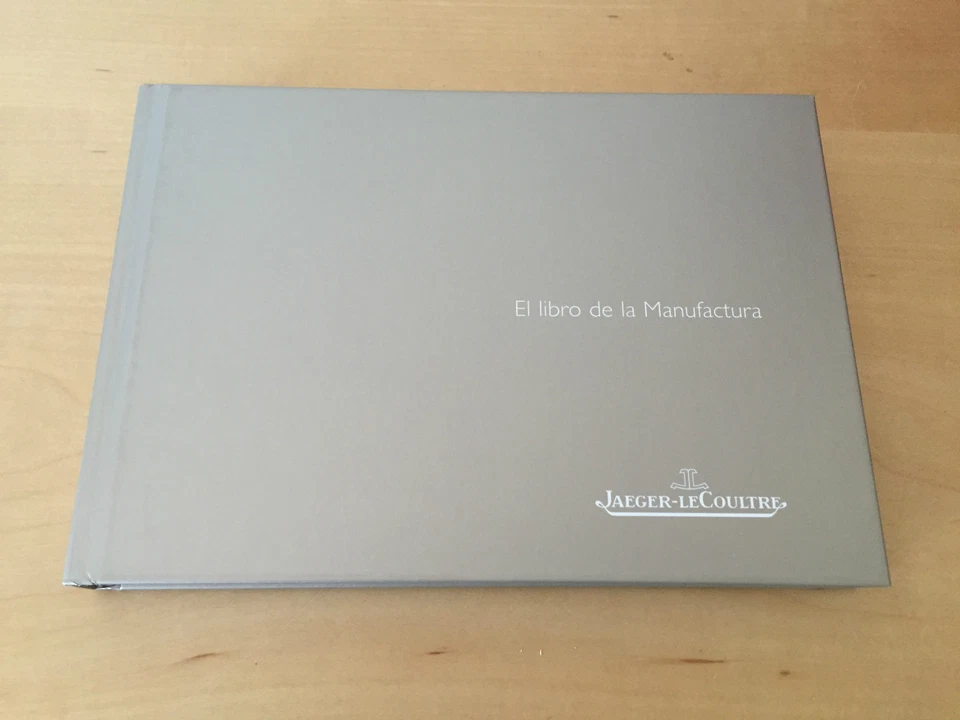 El libro de la Manufactura
JL
JAEGER-LECOULTRE